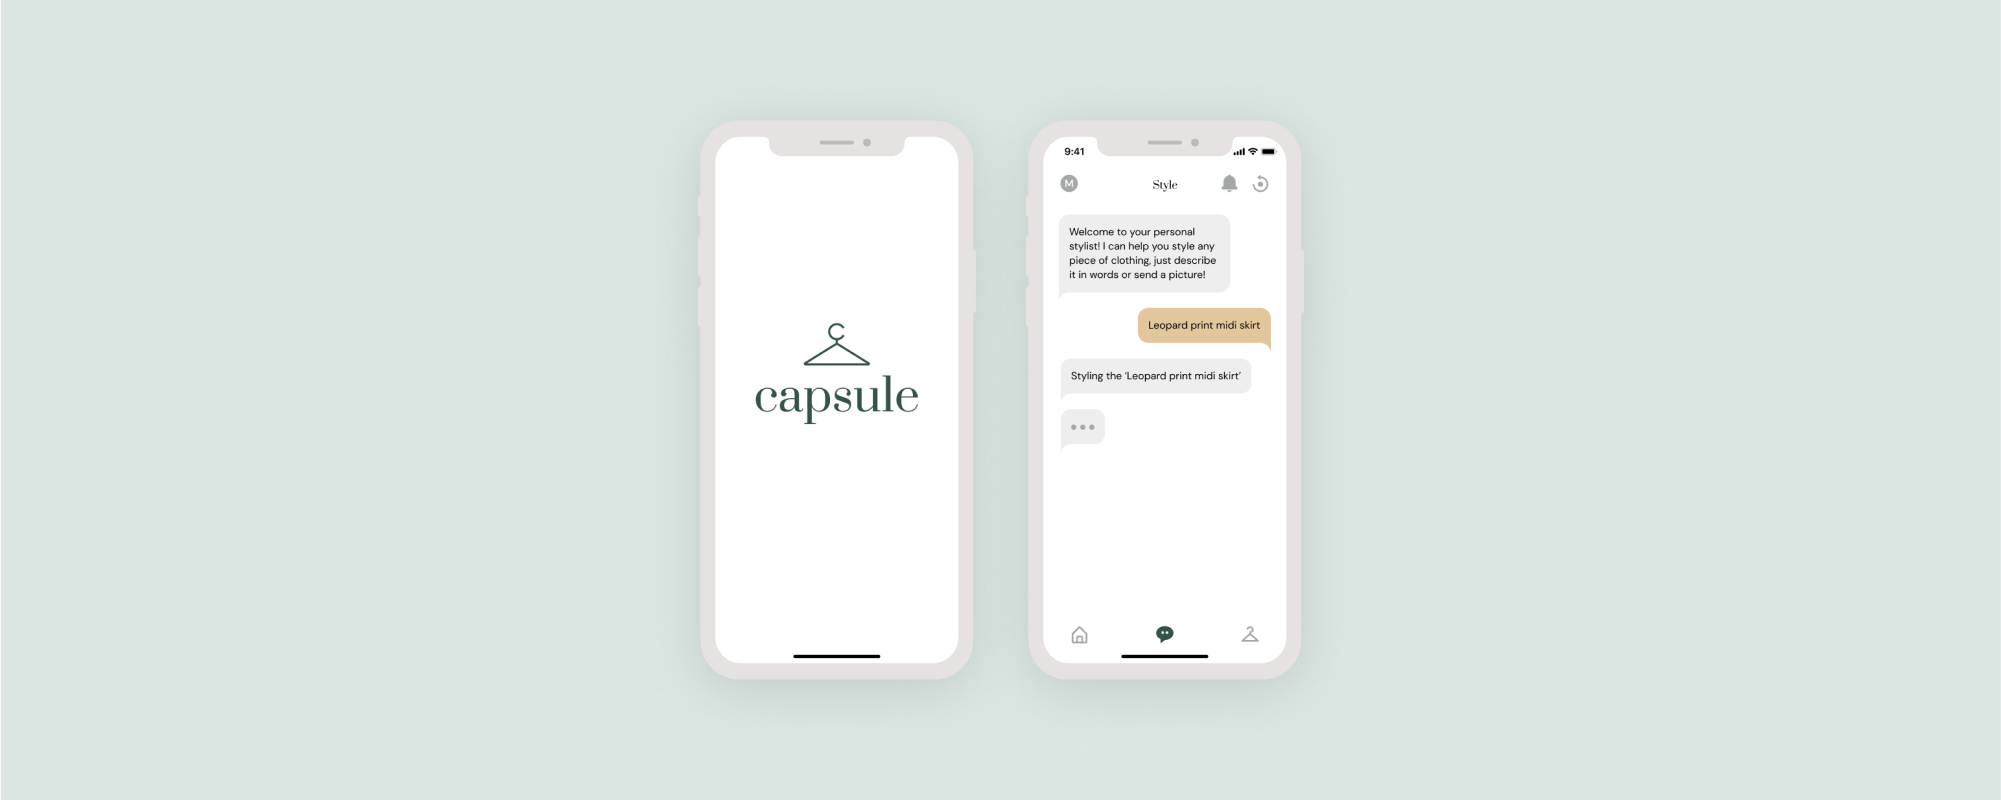 capsule
9:41
M
Style
Welcome to your personal
stylist! I can help you style any
piece of clothing, just describe
it in words or send a picture!
Leopard print midi skirt
Styling the ‘Leopard print midi skirt’